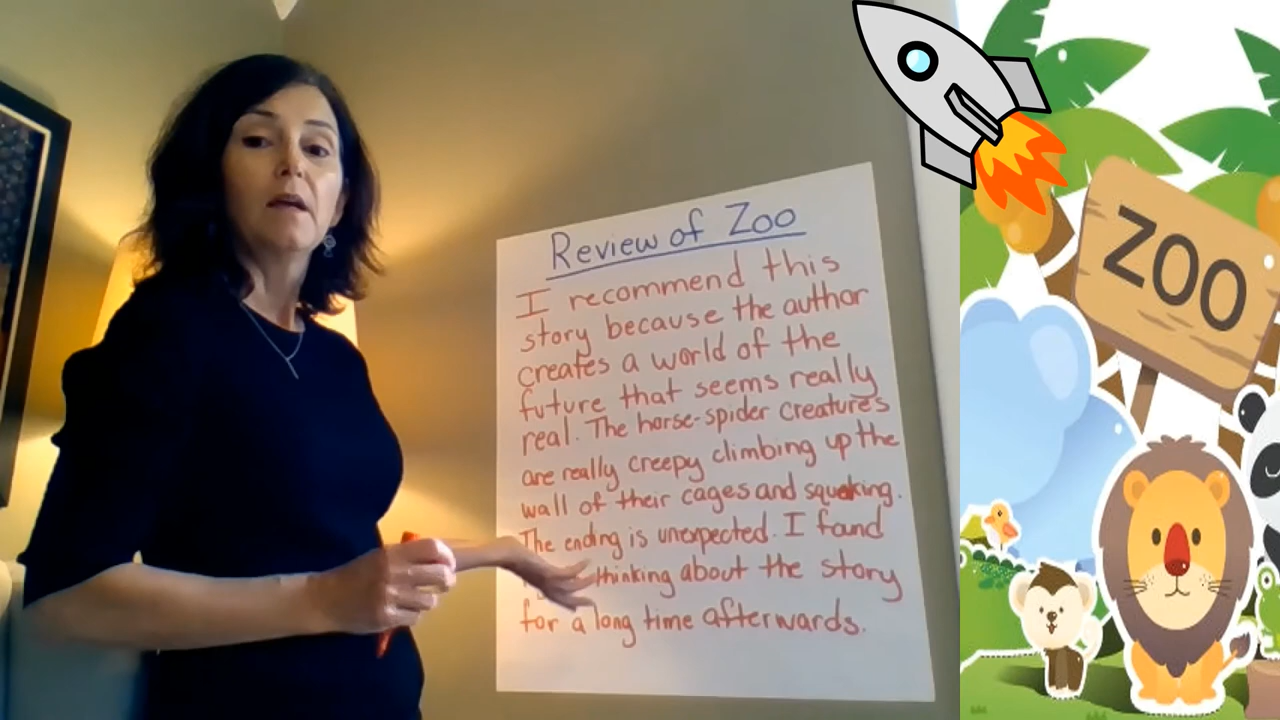 Review of Zoo
I recommend this
story because the author
creates a world of the
future that seems really
real. The horse-spider creatures
are really creepy climbing up the
wall of their cages and squeaking.
The ending is unexpected. I found
thinking about the story
for a long time afterwards.
ZOO